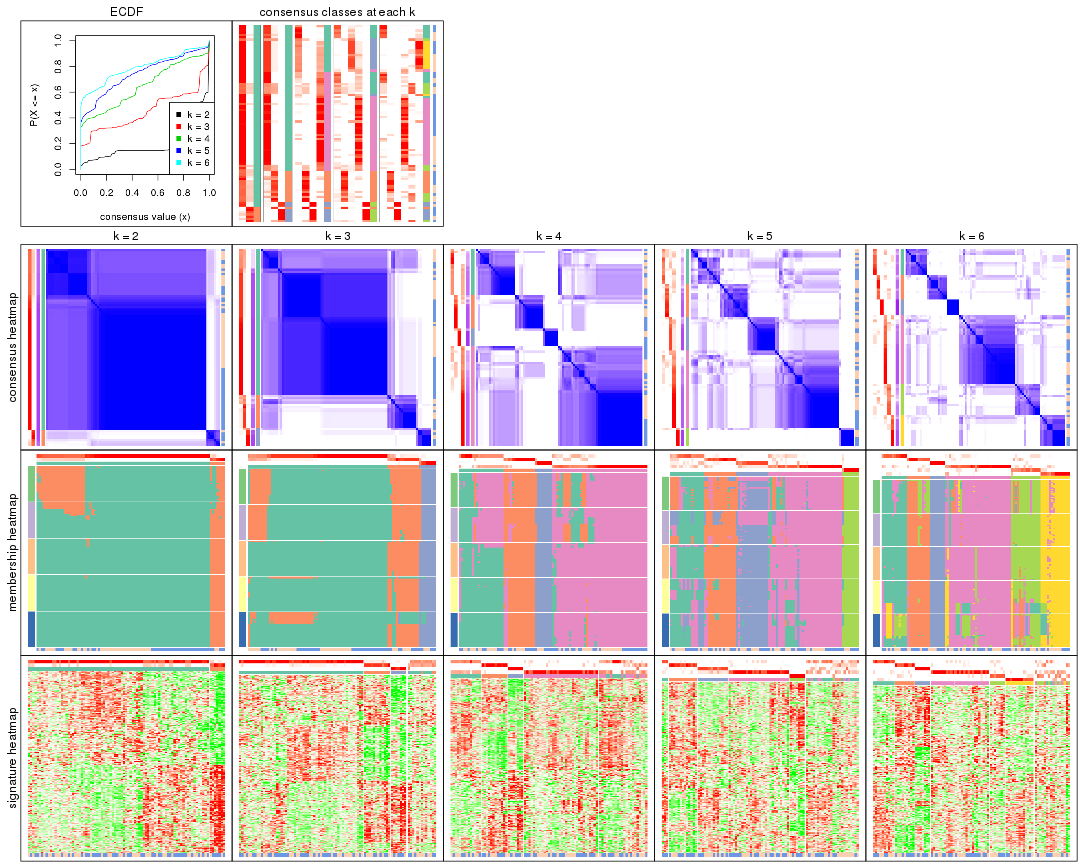 ECDF
consensus classes at each k
P(X <= x)
0.0
0.2
0.4
0.6
0.8
1.0
k = 2
k = 3
k = 4
k = 5
k = 6
0.0 0.2 0.4 0.6 0.8 1.0
consensus value (x)
k = 2
k = 3
k = 4
k = 5
k = 6
consensus heatmap
membership heatmap
signature heatmap